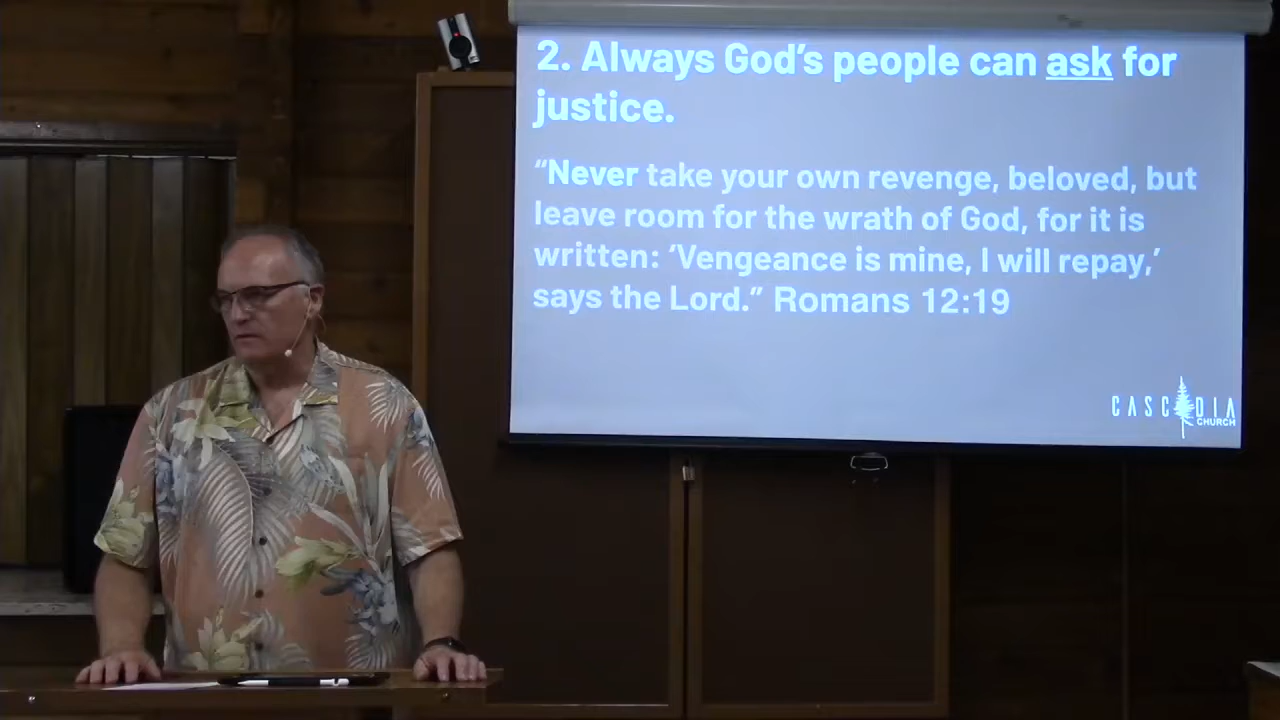 2. Always God's people can ask for
justice.
“Never take your own revenge, beloved, but
leave room for the wrath of God, for it is
written: ‘Vengeance is mine, I will repay,’
says the Lord.” Romans 12:19
CASCADIA
CHURCH